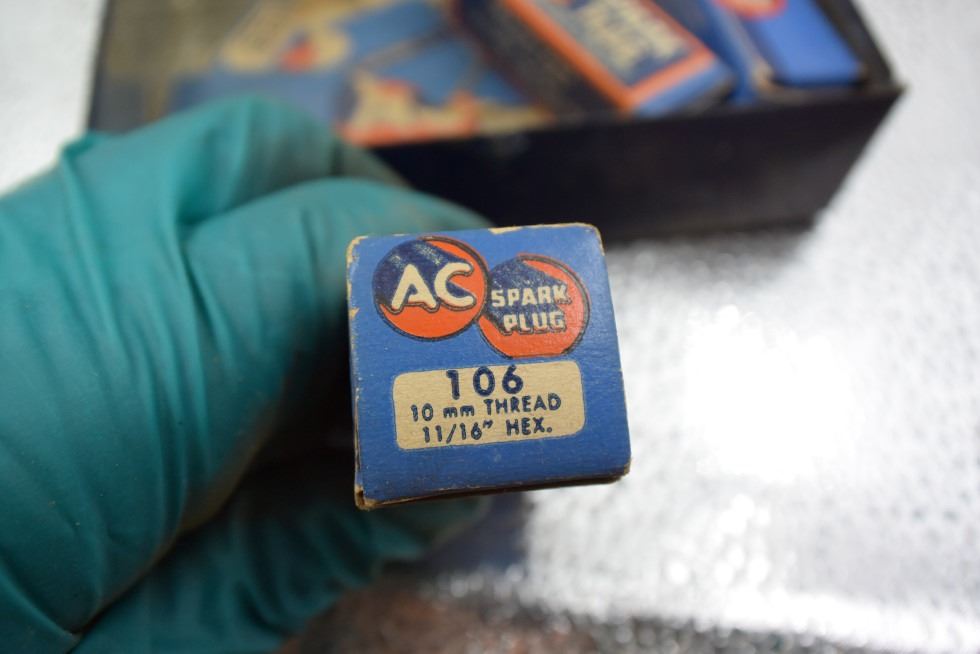 AC
SPARK
PLUG
106
10 mm THREAD
11/16" HEX.